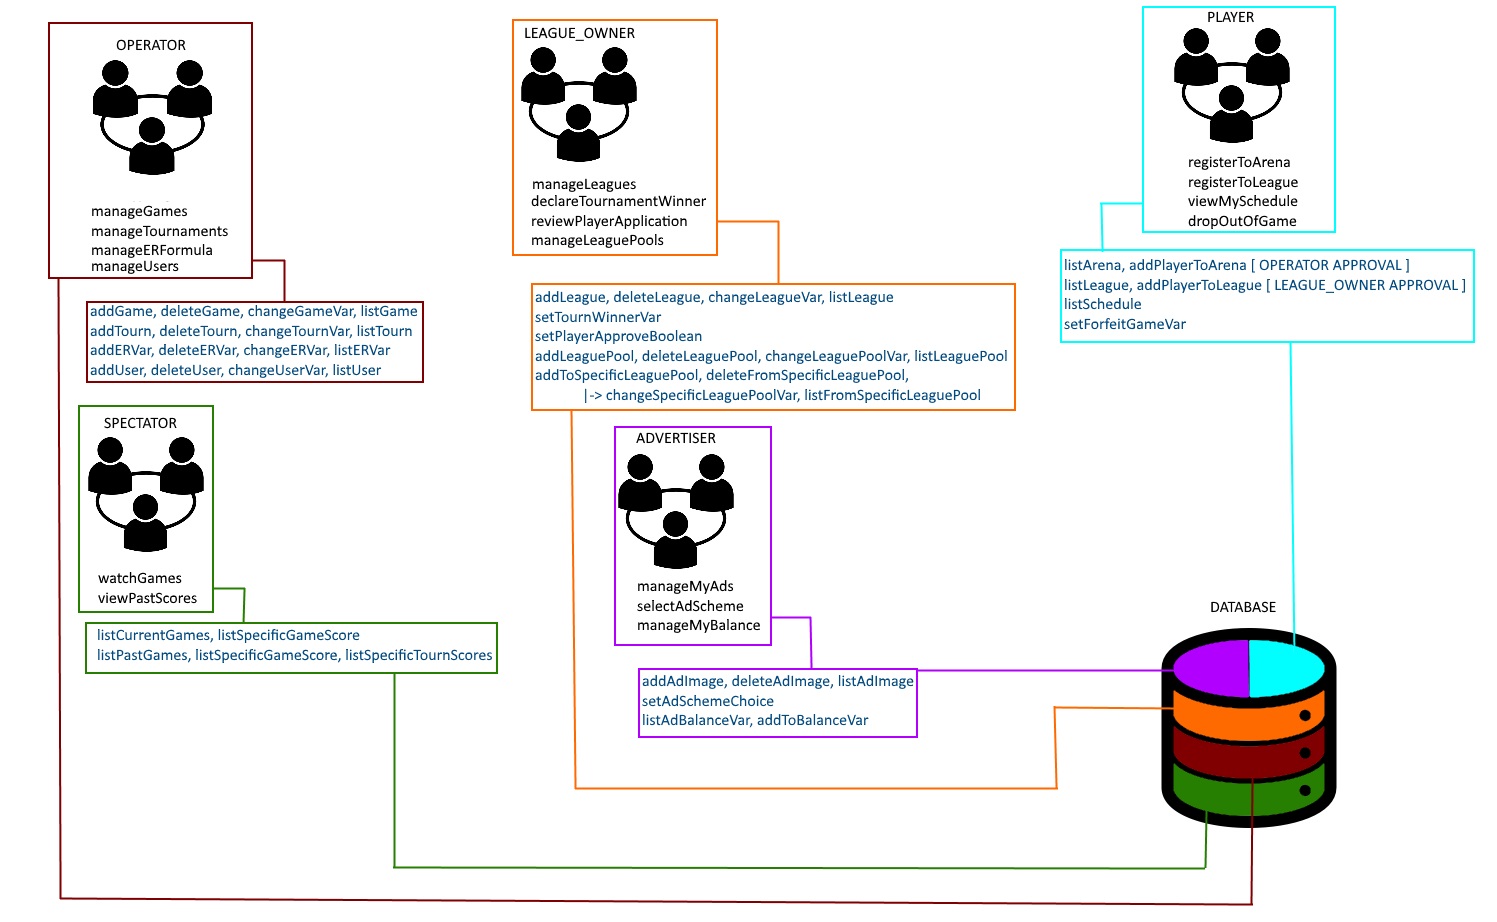 OPERATOR
manageGames
manageTournaments
manageERFormula
manageUsers
addGame, deleteGame, changeGameVar, listGame
addTourn, deleteTourn, changeTournVar, listTourn
addERVar, deleteERVar, changeERVar, listERVar
addUser, deleteUser, changeUserVar, listUser
LEAGUE_OWNER
manageLeagues
declareTournamentWinner
reviewPlayerApplication
manageLeaguePools
addLeague, deleteLeague, changeLeagueVar, listLeague
setTournWinnerVar
setPlayerApproveBoolean
addLeaguePool, deleteLeaguePool, changeLeaguePoolVar, listLeaguePool
addToSpecificLeaguePool, deleteFromSpecificLeaguePool,
|-> changeSpecificLeaguePoolVar, listFromSpecificLeaguePool
PLAYER
registerToArena
registerToLeague
viewMySchedule
dropOutOfGame
listArena, addPlayerToArena [ OPERATOR APPROVAL ]
listLeague, addPlayerToLeague [ LEAGUE_OWNER APPROVAL ]
listSchedule
setForfeitGameVar
SPECTATOR
watchGames
viewPastScores
listCurrentGames, listSpecificGameScore
listPastGames, listSpecificGameScore, listSpecificTournScores
ADVERTISER
manageMyAds
selectAdScheme
manageMyBalance
addAdImage, deleteAdImage, listAdImage
setAdSchemeChoice
listAdBalanceVar, addToBalanceVar
DATABASE